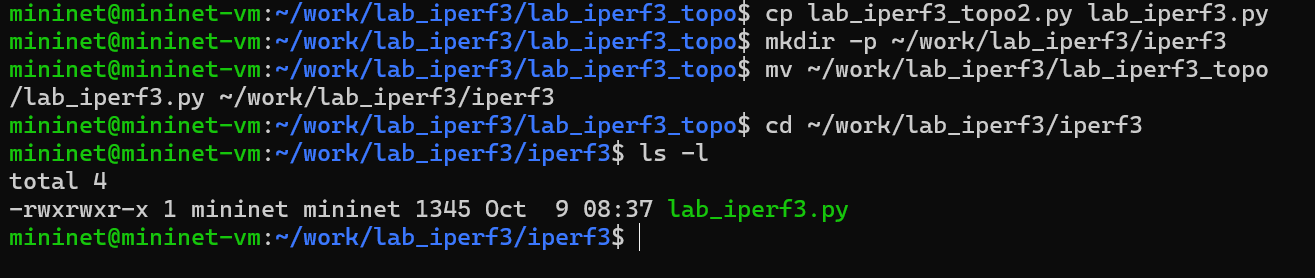 mininet@mininet-vm:~/work/lab_iperf3/lab_iperf3_topo$ cp lab_iperf3_topo2.py lab_iperf3.py
mininet@mininet-vm:~/work/lab_iperf3/lab_iperf3_topo$ mkdir -p ~/work/lab_iperf3/iperf3
mininet@mininet-vm:~/work/lab_iperf3/lab_iperf3_topo$ mv ~/work/lab_iperf3/lab_iperf3_topo
/lab_iperf3.py ~/work/lab_iperf3/iperf3
mininet@mininet-vm:~/work/lab_iperf3/lab_iperf3_topo$ cd ~/work/lab_iperf3/iperf3
mininet@mininet-vm:~/work/lab_iperf3/iperf3$ ls -l
total 4
-rwxrwxr-x 1 mininet mininet 1345 Oct  9 08:37 lab_iperf3.py
mininet@mininet-vm:~/work/lab_iperf3/iperf3$